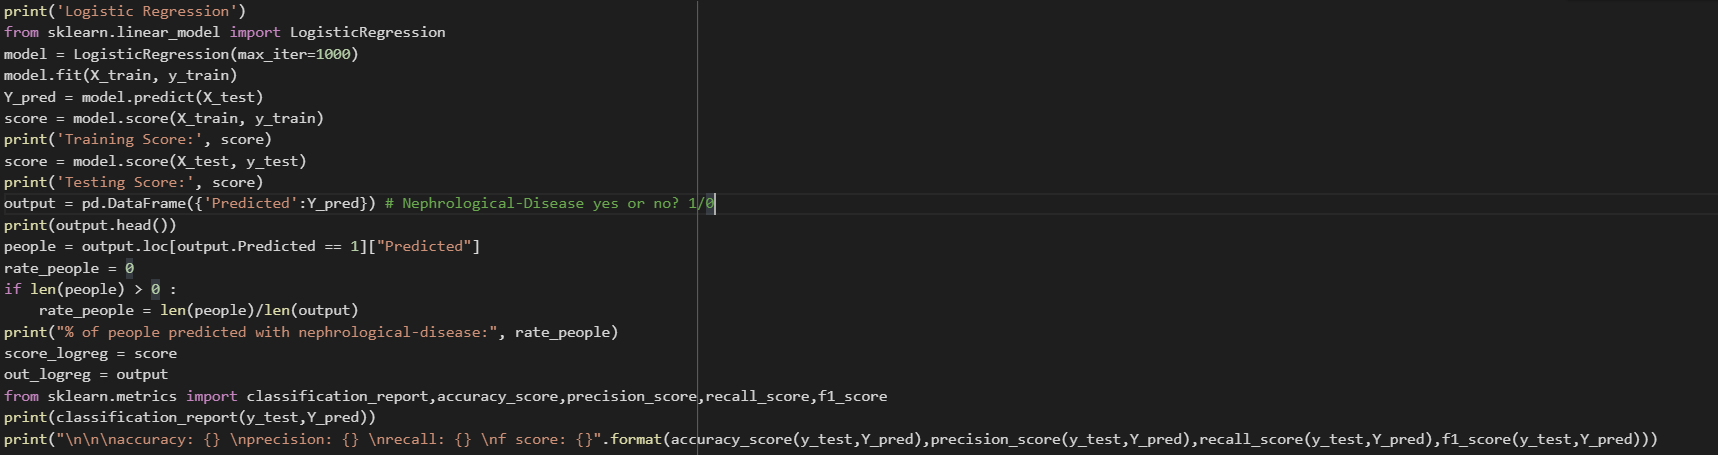 print('Logistic Regression')
from sklearn.linear_model import LogisticRegression
model = LogisticRegression(max_iter=1000)
model.fit(X_train, y_train)
Y_pred = model.predict(X_test)
score = model.score(X_train, y_train)
print('Training Score:', score)
score = model.score(X_test, y_test)
print('Testing Score:', score)
output = pd.DataFrame({'Predicted':Y_pred}) # Nephrological-Disease yes or no? 1/0
print(output.head())
people = output.loc[output.Predicted == 1]["Predicted"]
rate_people = 0
if len(people) > 0 :
    rate_people = len(people)/len(output)
print("% of people predicted with nephrological-disease:", rate_people)
score_logreg = score
out_logreg = output
from sklearn.metrics import classification_report,accuracy_score,precision_score,recall_score,f1_score
print(classification_report(y_test,Y_pred))
print("\n\n\naccuracy: {} \nprecision: {} \nrecall: {} \nf score: {}".format(accuracy_score(y_test,Y_pred),precision_score(y_test,Y_pred),recall_score(y_test,Y_pred),f1_score(y_test,Y_pred)))